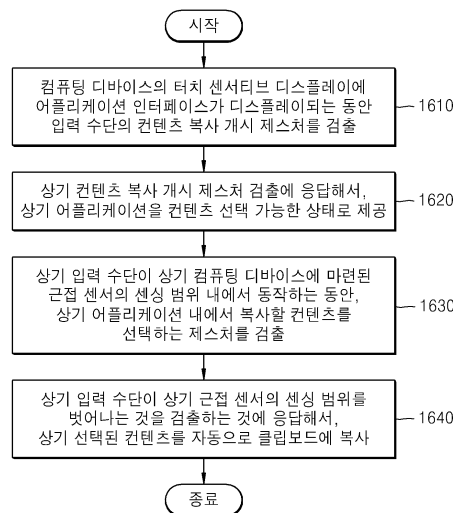 시작
컴퓨팅 디바이스의 터치 센서티브 디스플레이에
어플리케이션 인터페이스가 디스플레이되는 동안
입력 수단의 컨텐츠 복사 개시 제스처를 검출
1610
상기 컨텐츠 복사 개시 제스처 검출에 응답해서,
상기 어플리케이션을 컨텐츠 선택 가능한 상태로 제공
1620
상기 입력 수단이 상기 컴퓨팅 디바이스에 마련된
근접 센서의 센싱 범위 내에서 동작하는 동안,
상기 어플리케이션 내에서 복사할 컨텐츠를
선택하는 제스처를 검출
1630
상기 입력 수단이 상기 근접 센서의 센싱 범위를
벗어나는 것을 검출하는 것에 응답해서,
상기 선택된 컨텐츠를 자동으로 클립보드에 복사
1640
종료